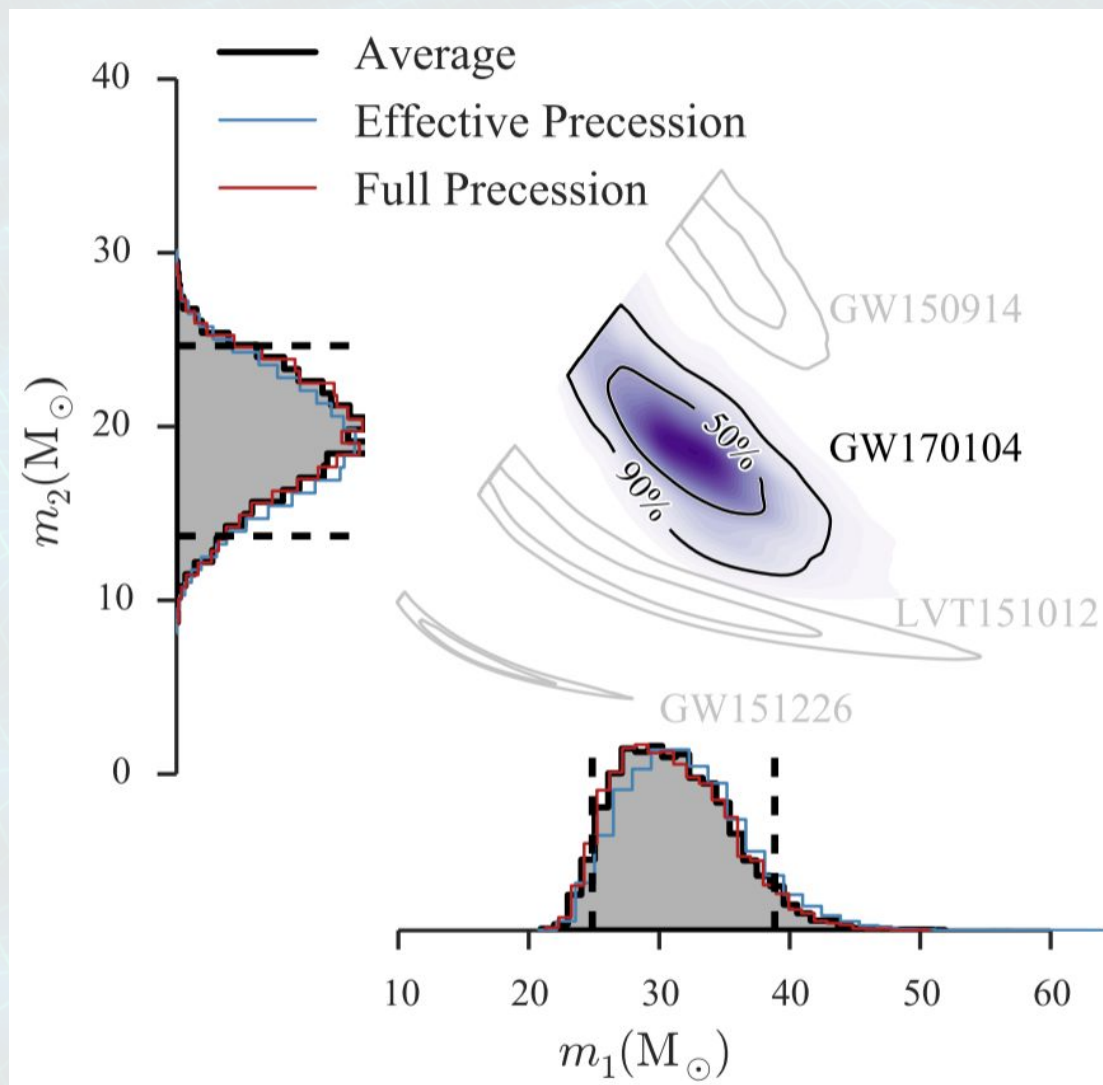 Average
Effective Precession
Full Precession
40
30
20
10
0
m₂(M⊙)
GW150914
50%
GW170104
90%
LVT151012
GW151226
10 20 30 40 50 60
m₁(M⊙)